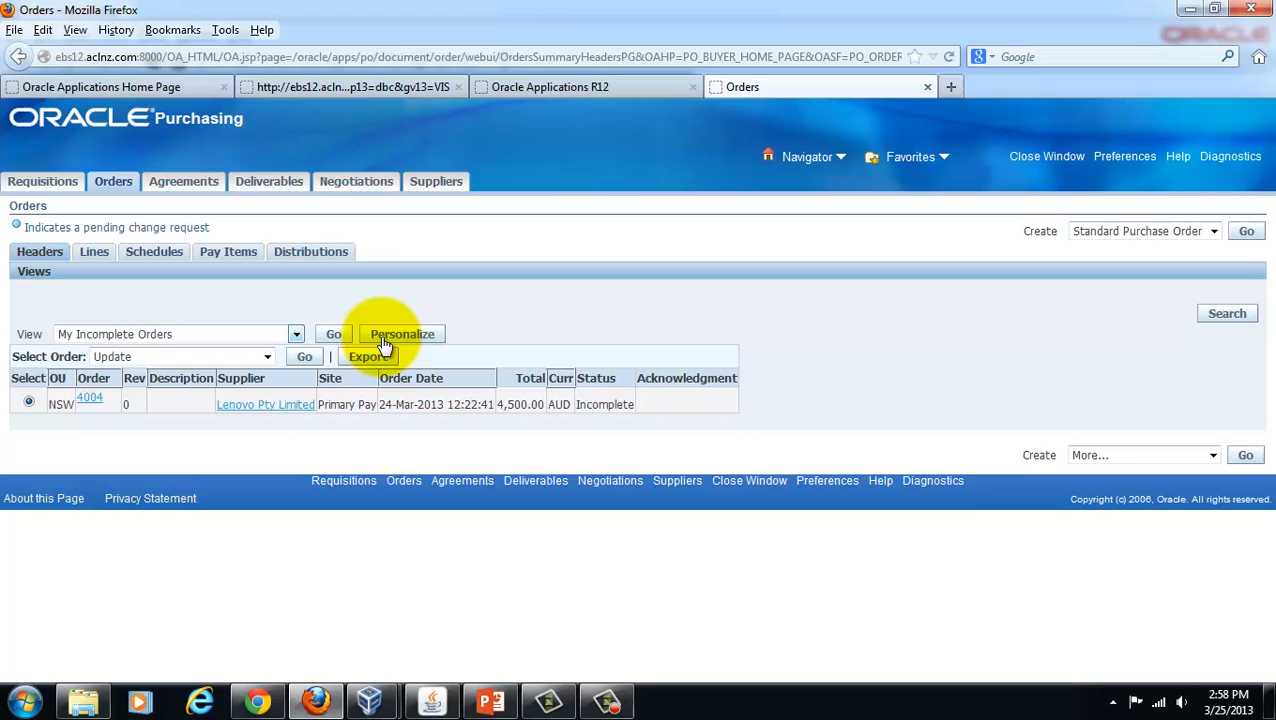 Orders - Mozilla Firefox
File Edit View History Bookmarks Tools Help
ebs12.aclnz.com:8000/OA_HTML/OA.jsp?page=/oracle/apps/po/document/order/webui/OrdersSummaryHeadersPG&OAHP=PO_BUYER_HOME_PAGE&OASF=PO_ORDER
Google
Oracle Applications Home Page
http://ebs12.acln...p13=dbc&gv13=VIS
Oracle Applications R12
Orders
ORACLE Purchasing
Navigator Favorites Close Window Preferences Help Diagnostics
Requisitions Orders Agreements Deliverables Negotiations Suppliers
Orders
Indicates a pending change request
Create Standard Purchase Order Go
Headers Lines Schedules Pay Items Distributions
Views
Search
View My Incomplete Orders Go Personalize
Select Order: Update Go | Export
Select OU Order Rev Description Supplier Site Order Date Total Curr Status Acknowledgment
NSW 4004 0 Lenovo Pty Limited Primary Pay 24-Mar-2013 12:22:41 4,500.00 AUD Incomplete
Create More... Go
Requisitions Orders Agreements Deliverables Negotiations Suppliers Close Window Preferences Help Diagnostics
About this Page Privacy Statement
Copyright (c) 2006, Oracle. All rights reserved.
2:58 PM
3/25/2013